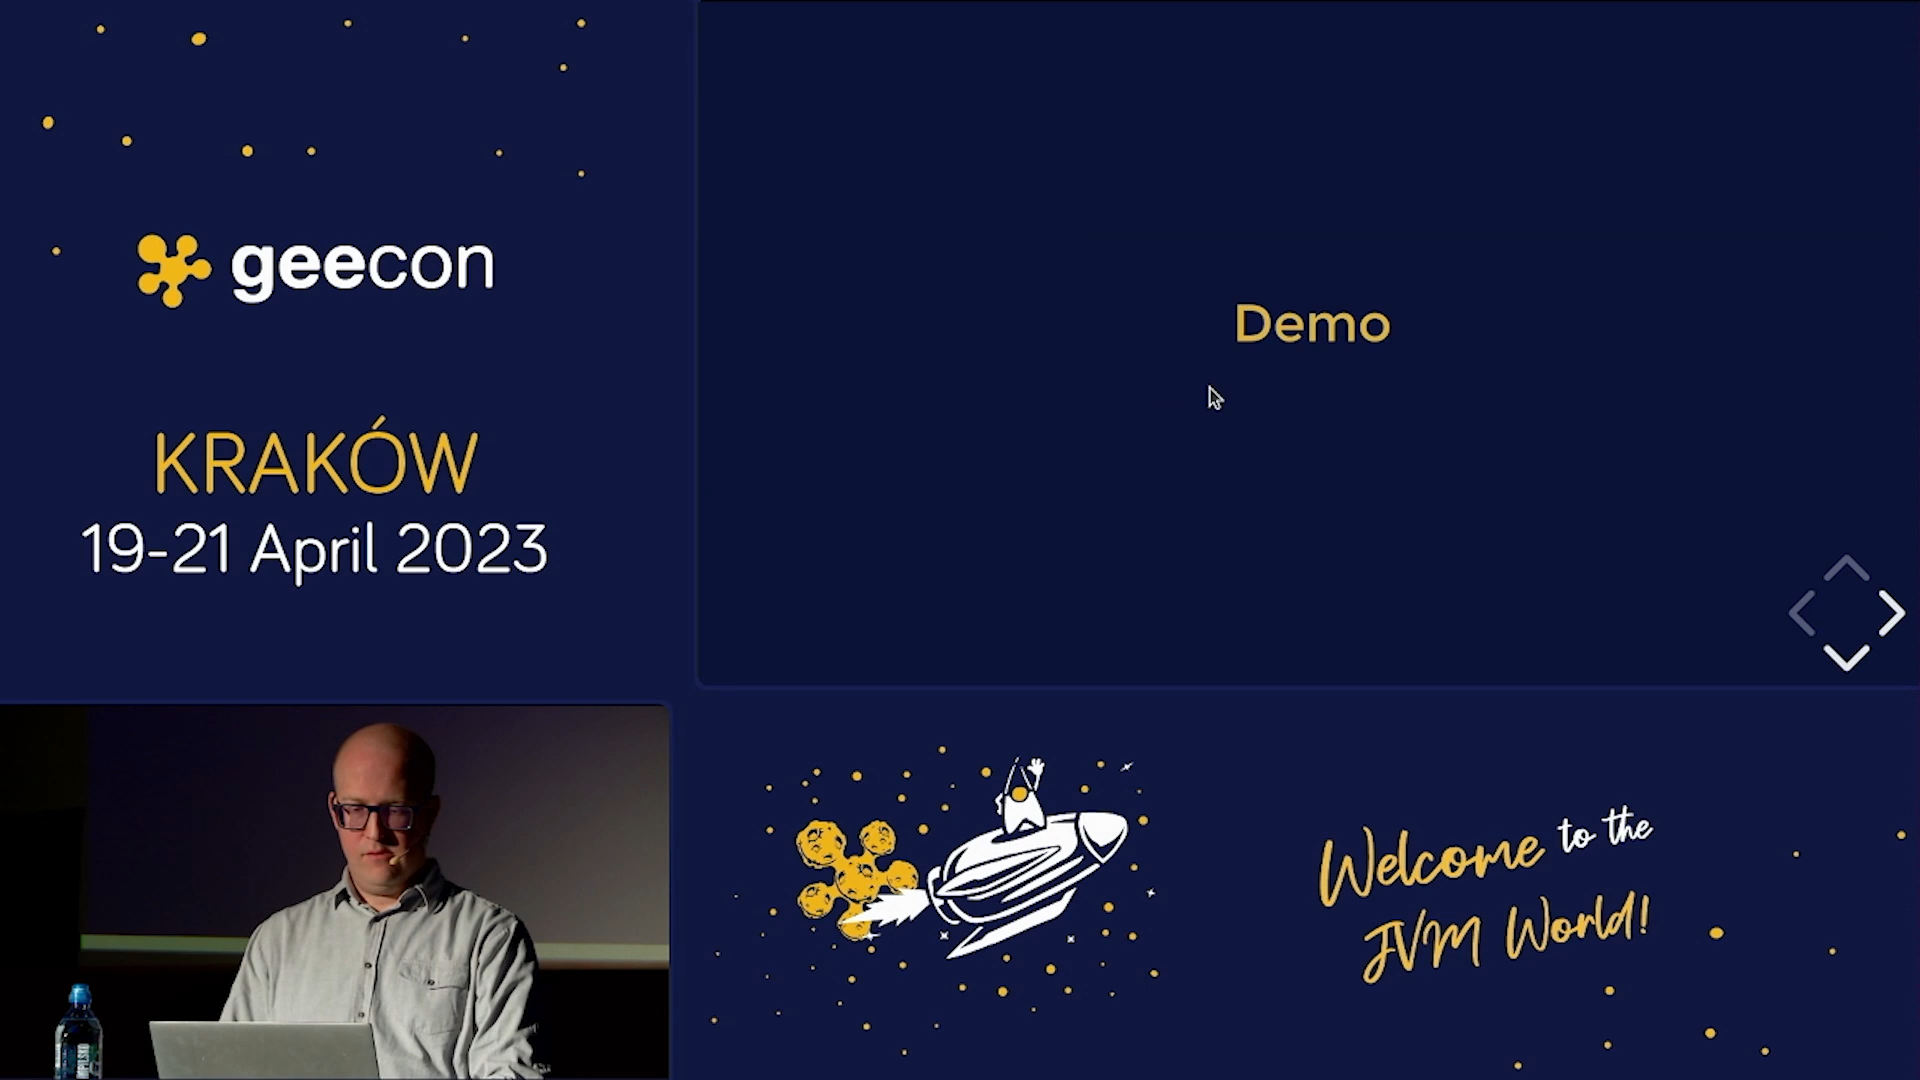 geecon
KRAKÓW
19-21 April 2023
Demo
Welcome to the
JVM World!